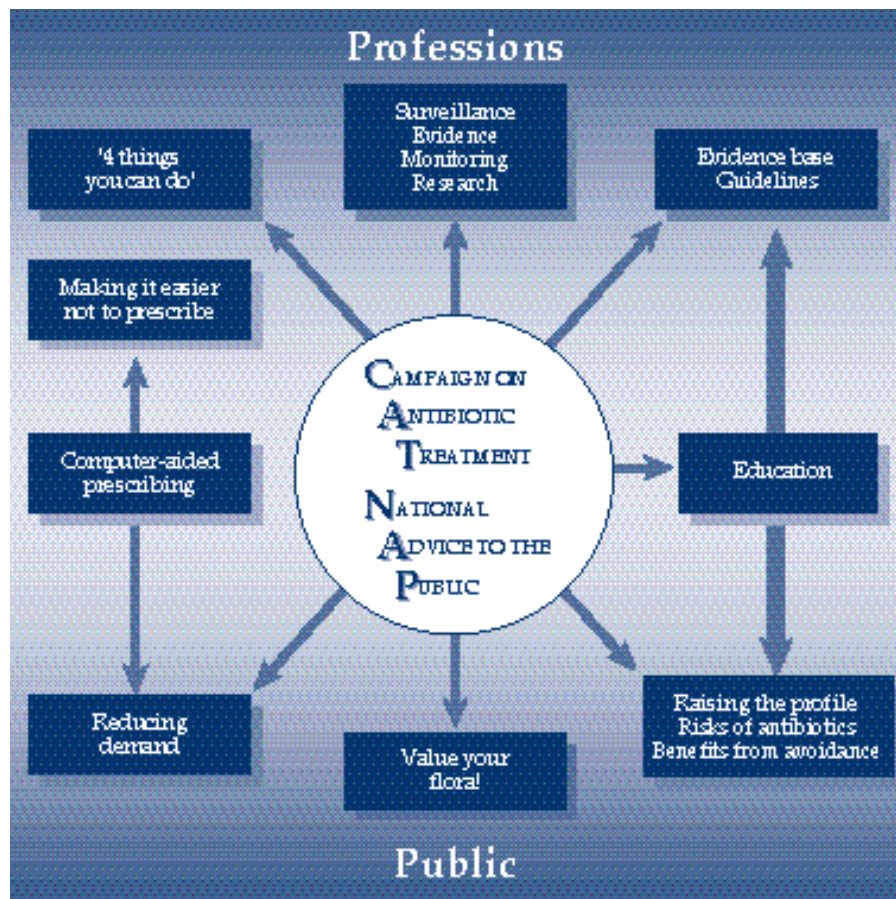 Professions
'4 things
you can do'
Surveillance
Evidence
Monitoring
Research
Evidence base
Guidelines
Making it easier
not to prescribe
CAMPAIGN ON
ANTIBIOTIC
TREATMENT
NATIONAL
ADVICE TO THE
PUBLIC
Computer-aided
prescribing
Education
Reducing
demand
Value your
flora!
Raising the profile
Risks of antibiotics
Benefits from avoidance
Public